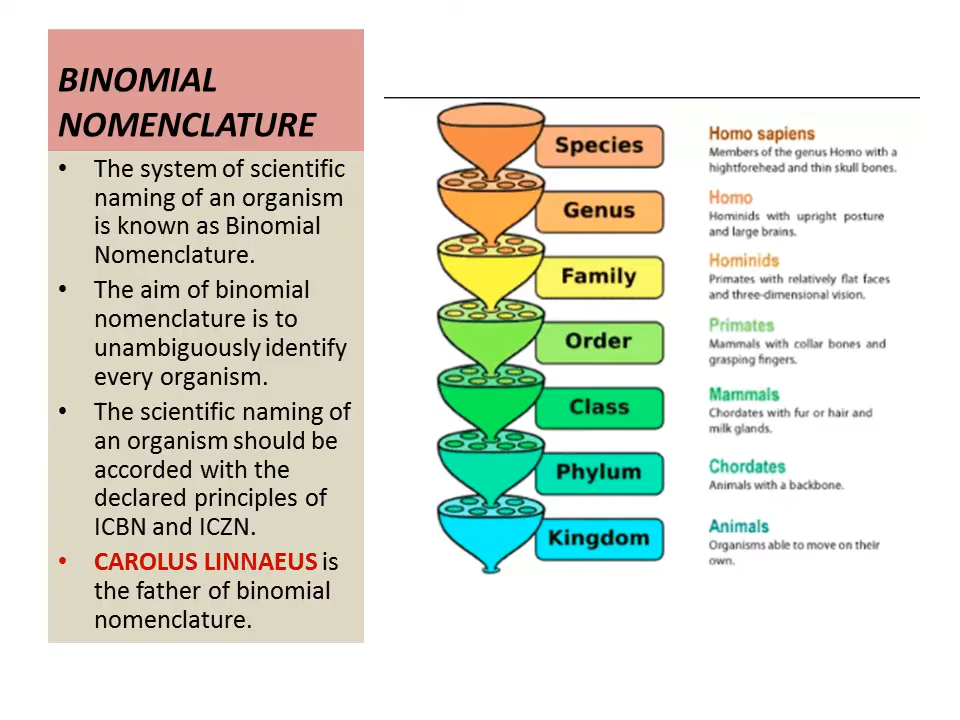 BINOMIAL
NOMENCLATURE
• The system of scientific
naming of an organism
is known as Binomial
Nomenclature.
• The aim of binomial
nomenclature is to
unambiguously identify
every organism.
• The scientific naming of
an organism should be
accorded with the
declared principles of
ICBN and ICZN.
• CAROLUS LINNAEUS is
the father of binomial
nomenclature.
Species
Homo sapiens
Members of the genus Homo with a
hightforehead and thin skull bones.
Genus
Homo
Hominids with upright posture
and large brains.
Family
Hominids
Primates with relatively flat faces
and three-dimensional vision.
Order
Primates
Mammals with collar bones and
grasping fingers.
Class
Mammals
Chordates with fur or hair and
milk glands.
Phylum
Chordates
Animals with a backbone.
Kingdom
Animals
Organisms able to move on their
own.